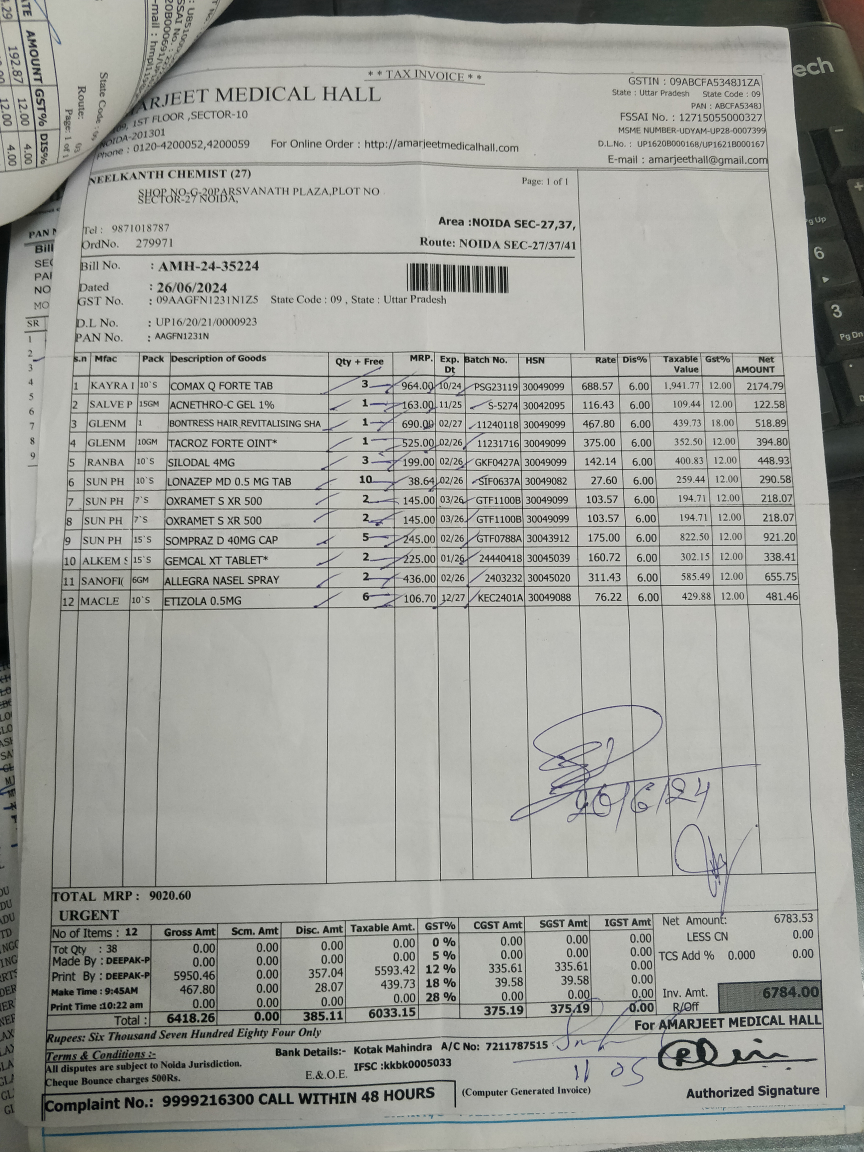 * * TAX INVOICE * *
ARJEET MEDICAL HALL
1ST FLOOR ,SECTOR-10
NOIDA-201301
Phone : 0120-4200052,4200059 For Online Order : http://amarjeetmedicalhall.com
GSTIN : 09ABCFA5348J1ZA
State : Uttar Pradesh State Code : 09
PAN : ABCFA5348J
FSSAI No. : 12715055000327
MSME NUMBER-UDYAM-UP28-0007399
D.L.No. : UP1620B000168/UP1621B000167
E-mail : amarjeethall@gmail.com
NEELKANTH CHEMIST (27) Page: 1 of 1
SHOP NO-G-20PARSVANATH PLAZA,PLOT NO
SECTOR-27 NOIDA,
Tel : 9871018787 Area :NOIDA SEC-27,37,
OrdNo. 279971 Route: NOIDA SEC-27/37/41
Bill No. : AMH-24-35224
Dated : 26/06/2024
GST No. : 09AAGFN1231N1Z5 State Code : 09 , State : Uttar Pradesh
D.L No. : UP16/20/21/0000923
PAN No. : AAGFN1231N
s.n Mfac Pack Description of Goods Qty + Free MRP. Exp. Dt Batch No. HSN Rate Dis% Taxable Value Gst% Net AMOUNT
1 KAYRA 10`S COMAX Q FORTE TAB 3 964.00 10/24 PSG23119 30049099 688.57 6.00 1,941.77 12.00 2174.79
2 SALVE P 15GM ACNETHRO-C GEL 1% 1 163.00 11/25 S-5274 30042095 116.43 6.00 109.44 12.00 122.58
3 GLENM 1 BONTRESS HAIR REVITALISING SHA 1 690.00 02/27 11240118 30049099 467.80 6.00 439.73 18.00 518.89
4 GLENM 10GM TACROZ FORTE OINT* 1 525.00 02/26 11231716 30049099 375.00 6.00 352.50 12.00 394.80
5 RANBA 10`S SILODAL 4MG 3 199.00 02/26 GKF0427A 30049099 142.14 6.00 400.83 12.00 448.93
6 SUN PH 10`S LONAZEP MD 0.5 MG TAB 10 38.64 02/26 SIF0637A 30049082 27.60 6.00 259.44 12.00 290.58
7 SUN PH 7`S OXRAMET S XR 500 2 145.00 03/26 GTF1100B 30049099 103.57 6.00 194.71 12.00 218.07
8 SUN PH 7`S OXRAMET S XR 500 2 145.00 03/26 GTF1100B 30049099 103.57 6.00 194.71 12.00 218.07
9 SUN PH 15`S SOMPRAZ D 40MG CAP 5 245.00 02/26 GTF0788A 30043912 175.00 6.00 822.50 12.00 921.20
10 ALKEM S 15`S GEMCAL XT TABLET* 2 225.00 01/26 24440418 30045039 160.72 6.00 302.15 12.00 338.41
11 SANOFI( 6GM ALLEGRA NASEL SPRAY 2 436.00 02/26 2403232 30045020 311.43 6.00 585.49 12.00 655.75
12 MACLE 10`S ETIZOLA 0.5MG 6 106.70 12/27 KEC2401A 30049088 76.22 6.00 429.88 12.00 481.46
26/6/24
TOTAL MRP : 9020.60
URGENT
No of Items : 12 Gross Amt Scm. Amt Disc. Amt Taxable Amt. GST% CGST Amt SGST Amt IGST Amt
Tot Qty : 38 0.00 0.00 0.00 0.00 0 % 0.00 0.00 0.00
Made By : DEEPAK-P 0.00 0.00 0.00 0.00 5 % 0.00 0.00 0.00
Print By : DEEPAK-P 5950.46 0.00 357.04 5593.42 12 % 335.61 335.61 0.00
Make Time : 9:45AM 467.80 0.00 28.07 439.73 18 % 39.58 39.58 0.00
Print Time :10:22 am 0.00 0.00 0.00 0.00 28 % 0.00 0.00 0.00
Total : 6418.26 0.00 385.11 6033.15 375.19 375.19 0.00
Net Amount: 6783.53
LESS CN 0.00
TCS Add % 0.000 0.00
Inv. Amt. 6784.00
R/Off
Rupees: Six Thousand Seven Hundred Eighty Four Only
For AMARJEET MEDICAL HALL
Terms & Conditions :-
All disputes are subject to Noida Jurisdiction.
Cheque Bounce charges 500Rs.
Bank Details:- Kotak Mahindra A/C No: 7211787515
E.&.O.E. IFSC :kkbk0005033
11 05
Complaint No.: 9999216300 CALL WITHIN 48 HOURS
(Computer Generated Invoice)
Authorized Signature
AMOUNT GST% DIS%
192.87 12.00 4.00
12.00 4.00
State Code :
Route:
Page: 1 of 1
ech
Pg Up
6
3
Pg Dn